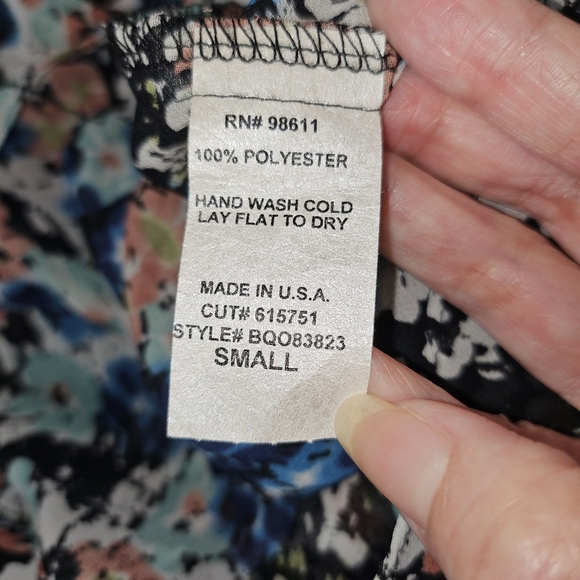 RN# 98611
100% POLYESTER
HAND WASH COLD
LAY FLAT TO DRY
MADE IN U.S.A.
CUT# 615751
STYLE# BQO83823
SMALL